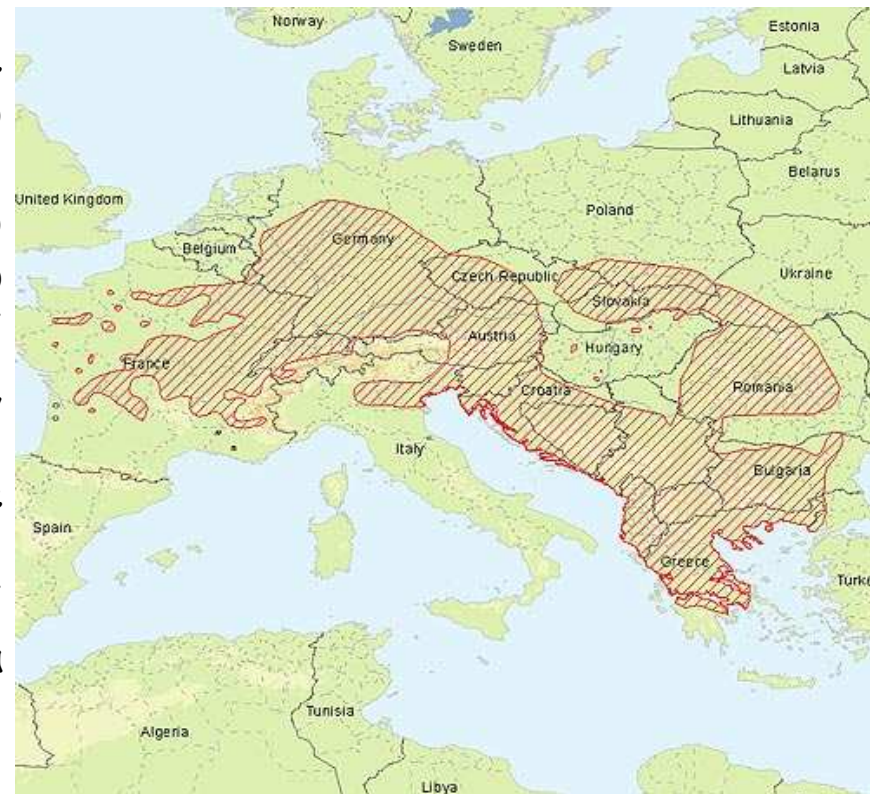 Norway
Estonia
Sweden
Latvia
Lithuania
Belarus
United Kingdom
Poland
Germany
Belgium
Czech Republic
Ukraine
Slovakia
Austria
Hungary
France
Romania
Croatia
Italy
Bulgaria
Spain
Greece
Turke
Tunisia
Algeria
Libya